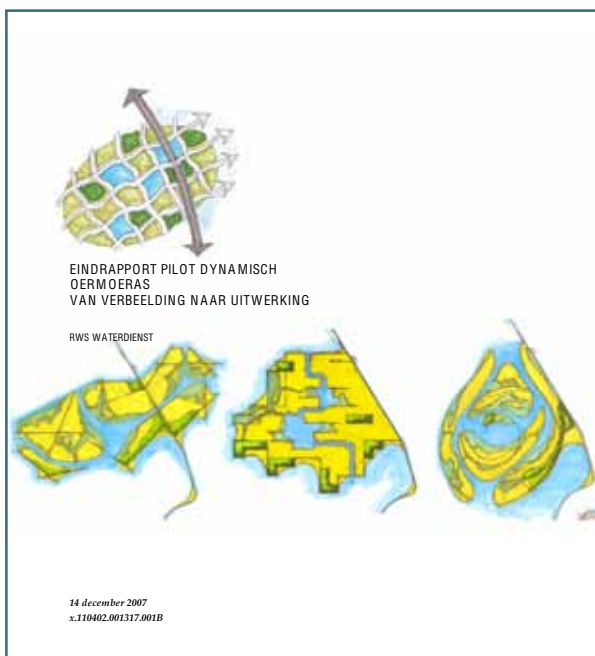 EINDRAPPORT PILOT DYNAMISCH
OERMOERAS
VAN VERBEELDING NAAR UITWERKING
RWS WATERDIENST
14 december 2007
x.110402.001317.001B